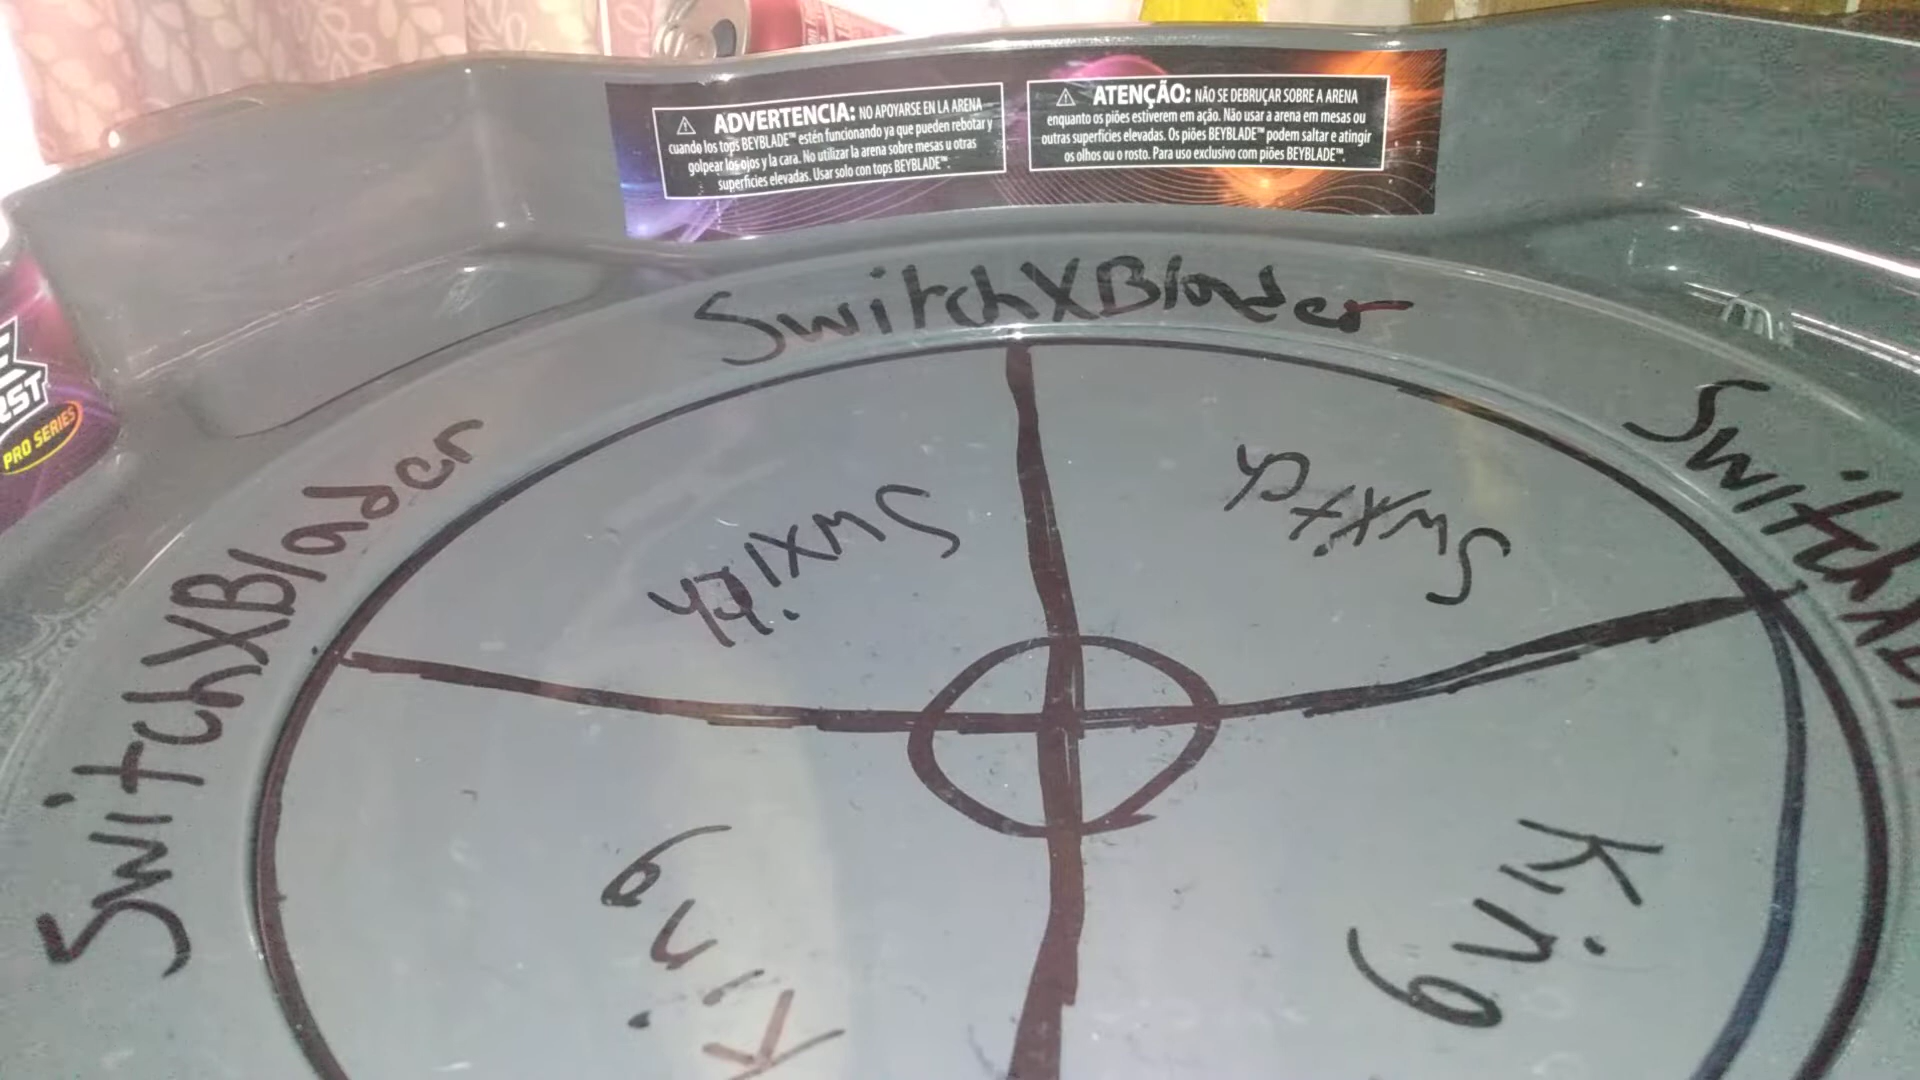 ADVERTENCIA: NO APOYARSE EN LA ARENA
cuando los tops BEYBLADE™ estén funcionando ya que pueden rebotar y
golpear los ojos y la cara. No utilizar la arena sobre mesas u otras
superficies elevadas. Usar solo con tops BEYBLADE™.
ATENÇÃO: NÃO SE DEBRUÇAR SOBRE A ARENA
enquanto os piões estiverem em ação. Não usar a arena em mesas ou
outras superfícies elevadas. Os piões BEYBLADE™ podem saltar e atingir
os olhos ou o rosto. Para uso exclusivo com piões BEYBLADE™.
SwitchXBlader
SwitchXBlader
SwitchXBl
PRO SERIES
King
King